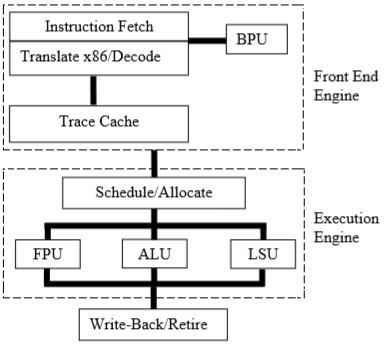 Instruction Fetch
BPU
Translate x86/Decode
Front End
Engine
Trace Cache
Schedule/Allocate
Execution
Engine
FPU
ALU
LSU
Write-Back/Retire